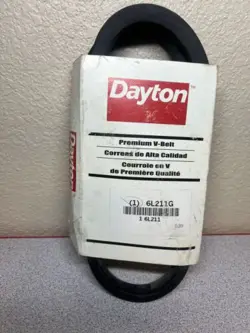 Dayton
Premium V-Belt
Correas de Alta Calidad
Courroie en V
de Première Qualité
(1) 6L211G
1 6L211